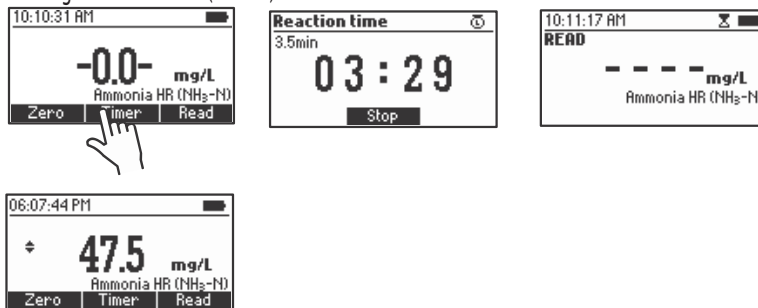 10:10:31 AM
-0.0- mg/L
Ammonia HR (NH₃-N)
Zero Timer Read
Reaction time
3.5min
03:29
Stop
10:11:17 AM
READ
---- mg/L
Ammonia HR (NH₃-N
06:07:44 PM
47.5 mg/L
Ammonia HR (NH₃-N)
Zero Timer Read